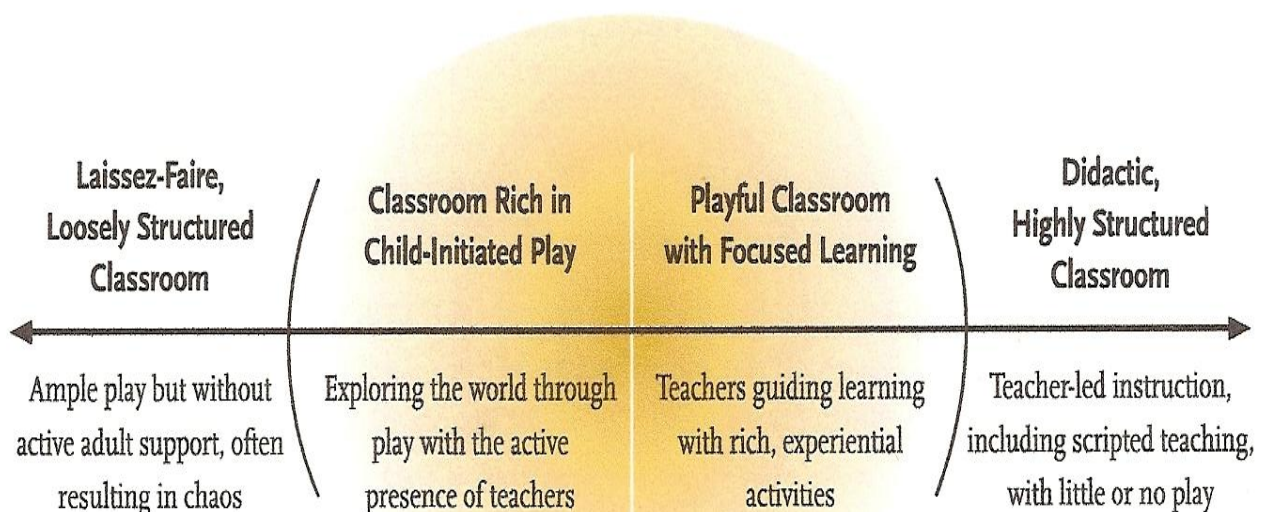 Laissez-Faire,
Loosely Structured
Classroom
Classroom Rich in
Child-Initiated Play
Playful Classroom
with Focused Learning
Didactic,
Highly Structured
Classroom
Ample play but without
active adult support, often
resulting in chaos
Exploring the world through
play with the active
presence of teachers
Teachers guiding learning
with rich, experiential
activities
Teacher-led instruction,
including scripted teaching,
with little or no play